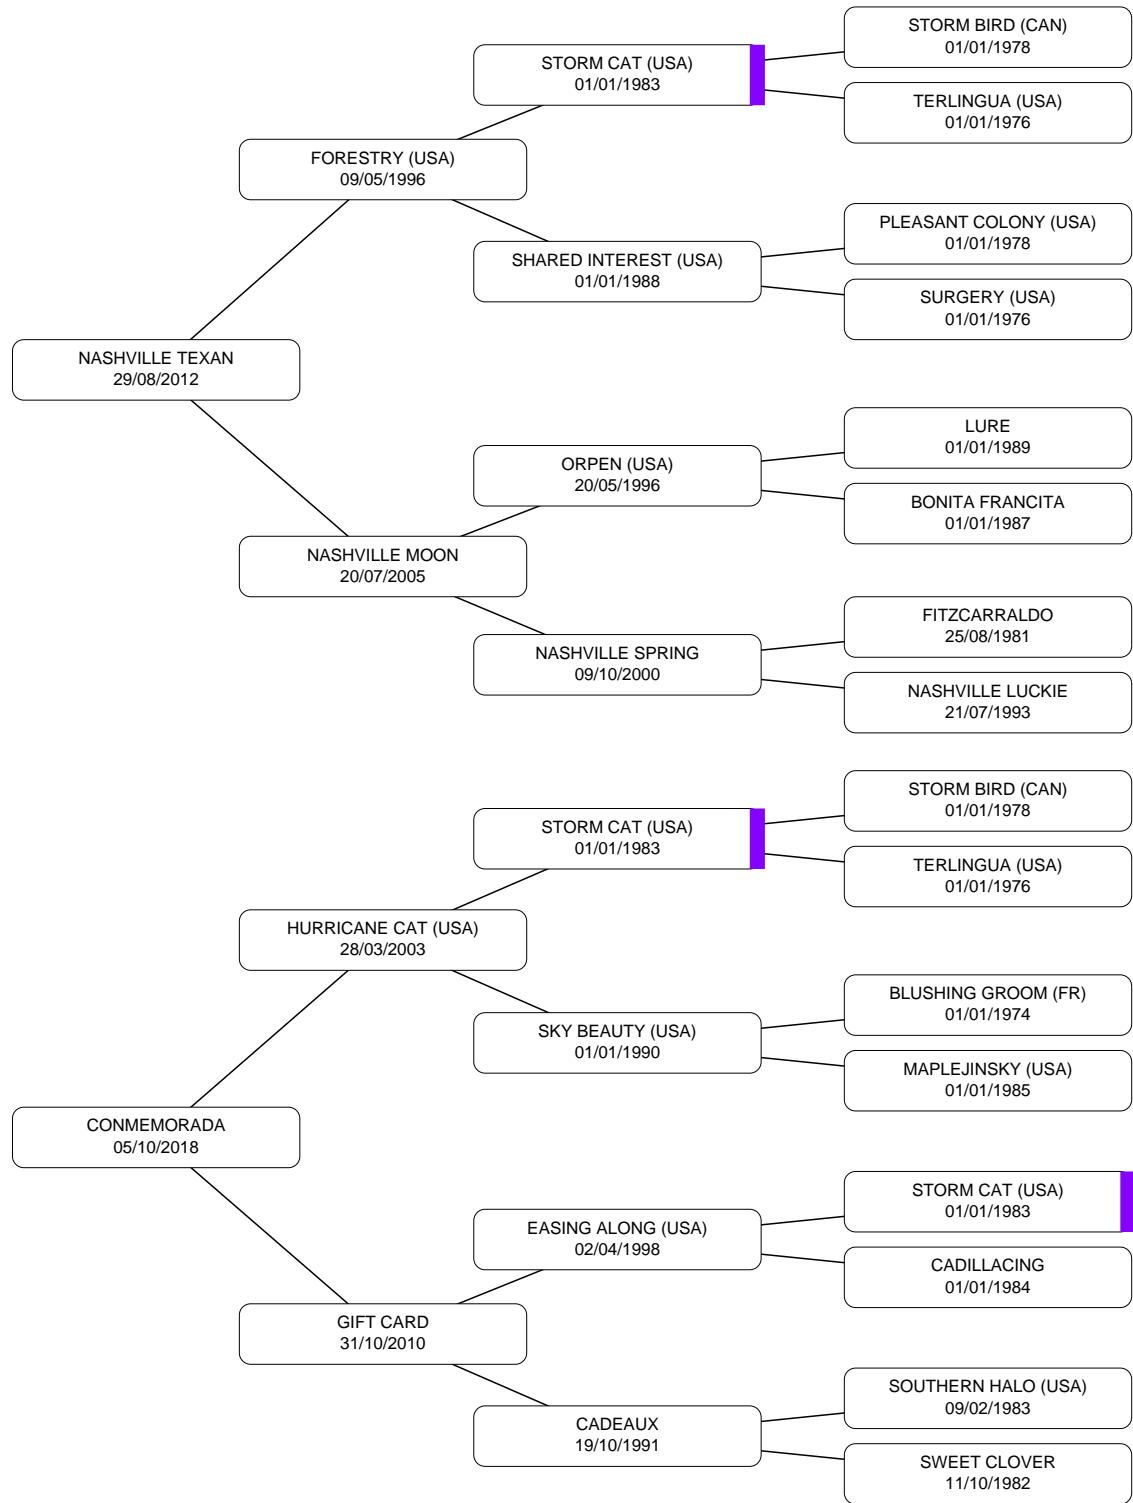 STORM BIRD (CAN)
01/01/1978
STORM CAT (USA)
01/01/1983
TERLINGUA (USA)
01/01/1976
FORESTRY (USA)
09/05/1996
PLEASANT COLONY (USA)
01/01/1978
SHARED INTEREST (USA)
01/01/1988
SURGERY (USA)
01/01/1976
NASHVILLE TEXAN
29/08/2012
LURE
01/01/1989
ORPEN (USA)
20/05/1996
BONITA FRANCITA
01/01/1987
NASHVILLE MOON
20/07/2005
FITZCARRALDO
25/08/1981
NASHVILLE SPRING
09/10/2000
NASHVILLE LUCKIE
21/07/1993
STORM BIRD (CAN)
01/01/1978
STORM CAT (USA)
01/01/1983
TERLINGUA (USA)
01/01/1976
HURRICANE CAT (USA)
28/03/2003
BLUSHING GROOM (FR)
01/01/1974
SKY BEAUTY (USA)
01/01/1990
MAPLEJINSKY (USA)
01/01/1985
CONMEMORADA
05/10/2018
STORM CAT (USA)
01/01/1983
EASING ALONG (USA)
02/04/1998
CADILLACING
01/01/1984
GIFT CARD
31/10/2010
SOUTHERN HALO (USA)
09/02/1983
CADEAUX
19/10/1991
SWEET CLOVER
11/10/1982